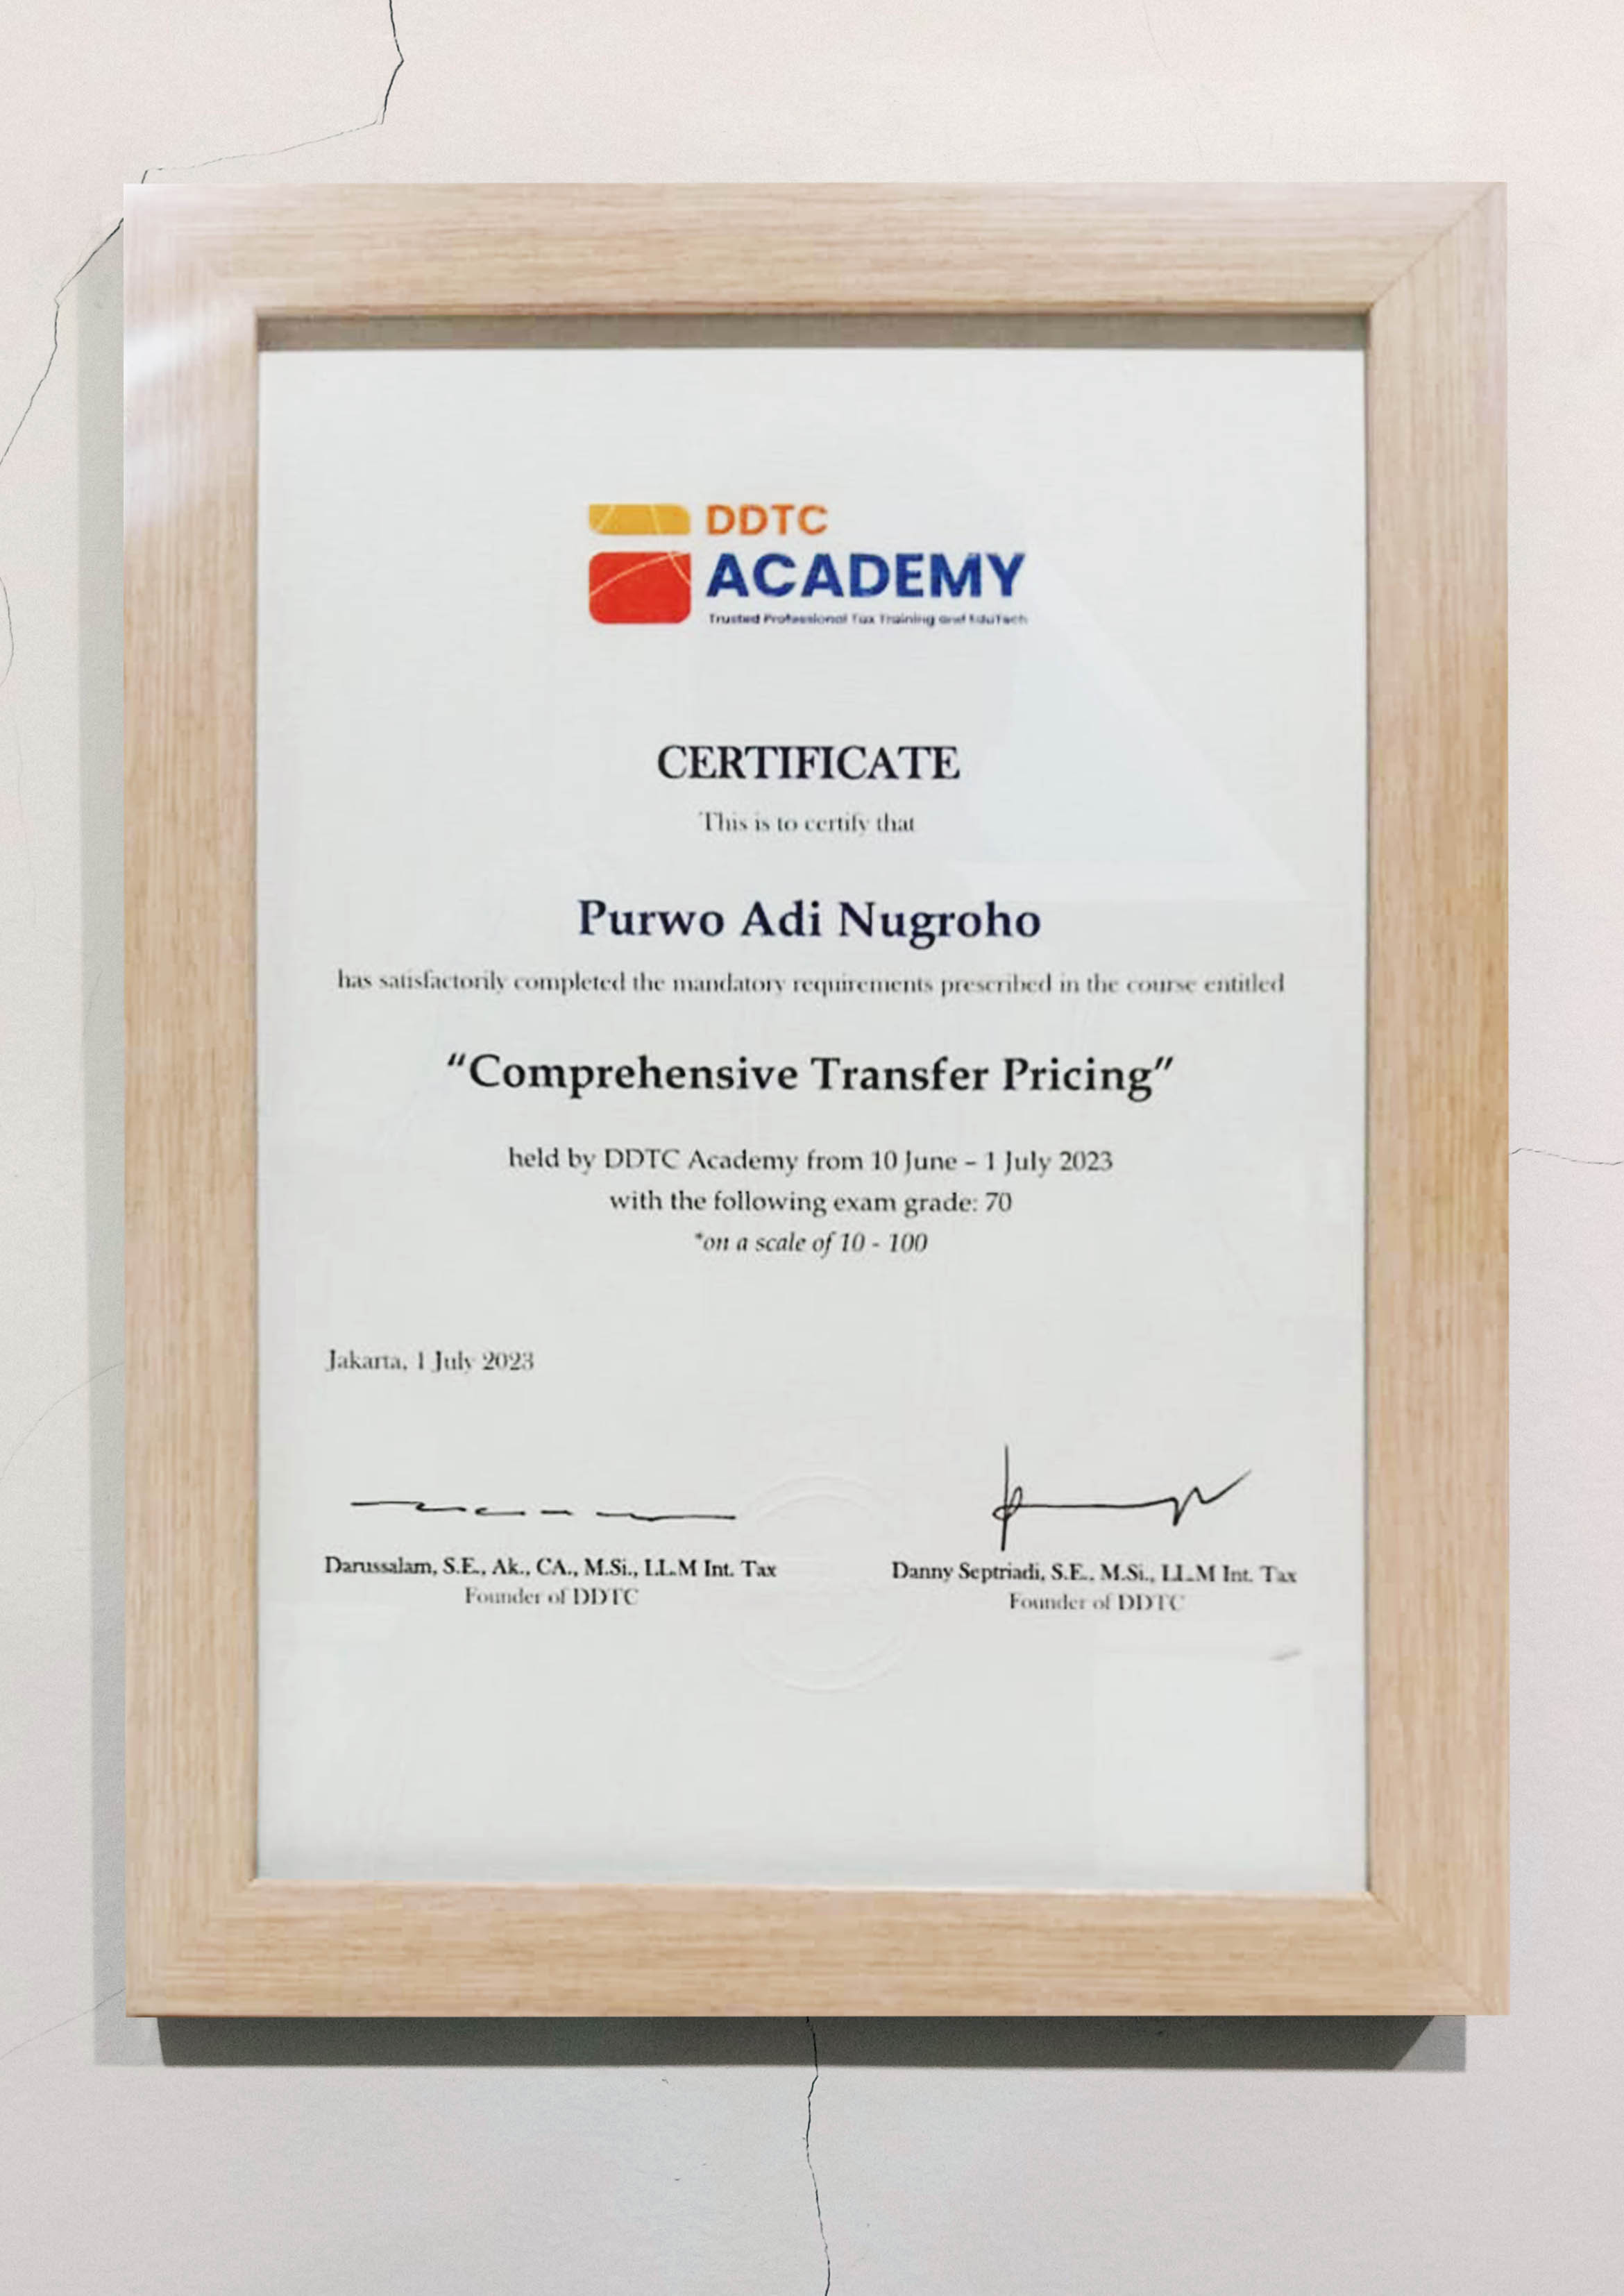 DDTC
ACADEMY
Trusted Professional Tax Training and EduTech
CERTIFICATE
This is to certify that
Purwo Adi Nugroho
has satisfactorily completed the mandatory requirements prescribed in the course entitled
“Comprehensive Transfer Pricing”
held by DDTC Academy from 10 June – 1 July 2023
with the following exam grade: 70
*on a scale of 10 - 100
Jakarta, 1 July 2023
Darussalam, S.E., Ak., CA., M.Si., LL.M Int. Tax
Founder of DDTC
Danny Septriadi, S.E., M.Si., LL.M Int. Tax
Founder of DDTC